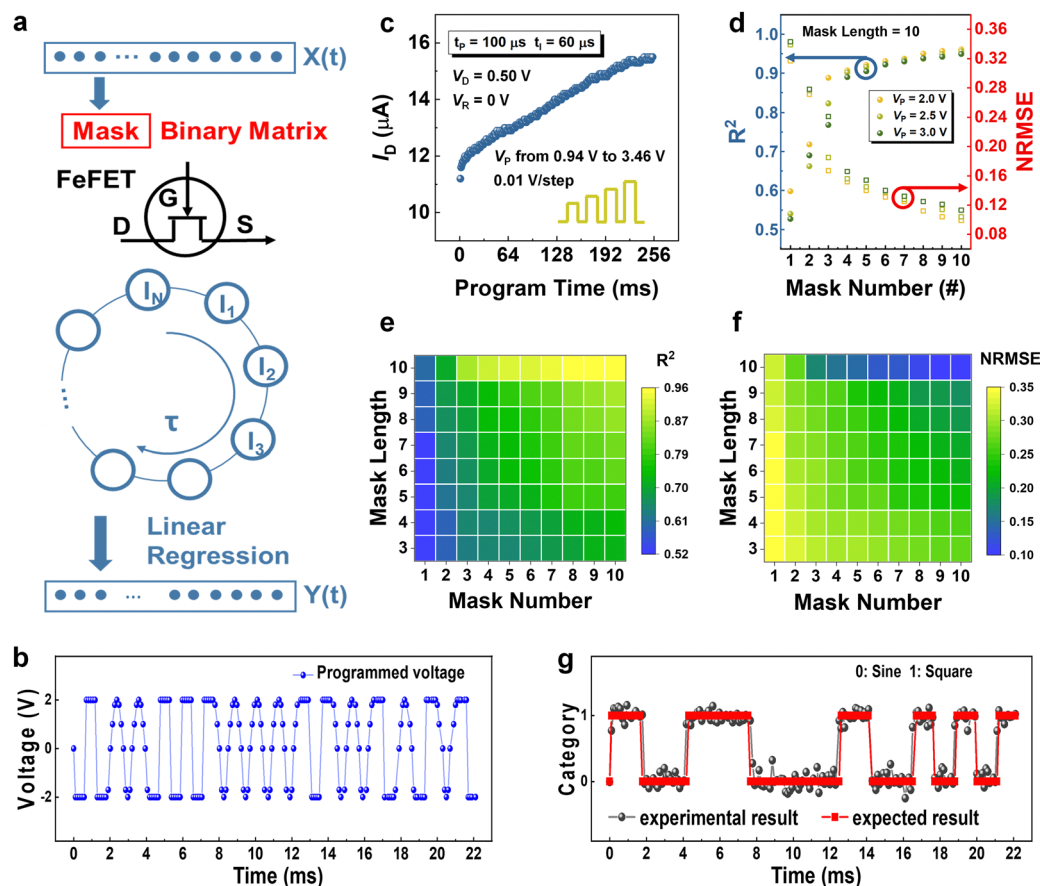 a
X(t)
Mask Binary Matrix
FeFET
G
D S
I_N
I_1
I_2
I_3
τ
Linear
Regression
Y(t)
c
t_P = 100 µs t_I = 60 µs
V_D = 0.50 V
V_R = 0 V
V_P from 0.94 V to 3.46 V
0.01 V/step
I_D (µA)
16
14
12
10
0 64 128 192 256
Program Time (ms)
d
Mask Length = 10
V_P = 2.0 V
V_P = 2.5 V
V_P = 3.0 V
R²
1.0
0.9
0.8
0.7
0.6
0.5
NRMSE
0.36
0.32
0.28
0.24
0.20
0.16
0.12
0.08
1 2 3 4 5 6 7 8 9 10
Mask Number (#)
e
R²
Mask Length
10
9
8
7
6
5
4
3
1 2 3 4 5 6 7 8 9 10
Mask Number
0.96
0.87
0.79
0.70
0.61
0.52
f
NRMSE
Mask Length
10
9
8
7
6
5
4
3
1 2 3 4 5 6 7 8 9 10
Mask Number
0.35
0.30
0.25
0.20
0.15
0.10
b
Programmed voltage
Voltage (V)
2
0
-2
0 2 4 6 8 10 12 14 16 18 20 22
Time (ms)
g
0: Sine 1: Square
Category
1
0
experimental result expected result
0 2 4 6 8 10 12 14 16 18 20 22
Time (ms)